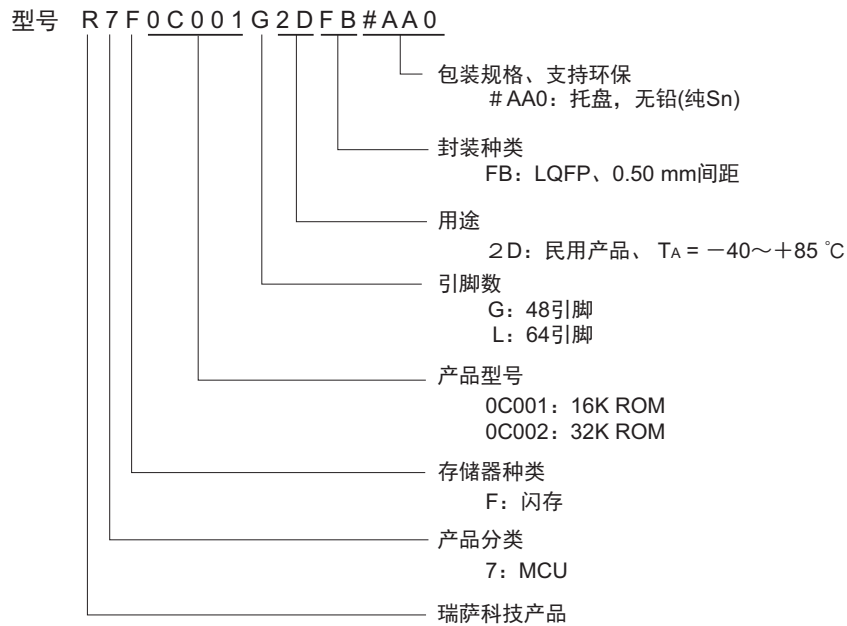 型号 R7F0C001G2DFB#AA0
包装规格、支持环保
#AA0：托盘，无铅(纯Sn)
封装种类
FB：LQFP、0.50 mm间距
用途
2D：民用产品、 TA = －40～＋85 ℃
引脚数
G：48引脚
L：64引脚
产品型号
0C001：16K ROM
0C002：32K ROM
存储器种类
F：闪存
产品分类
7：MCU
瑞萨科技产品